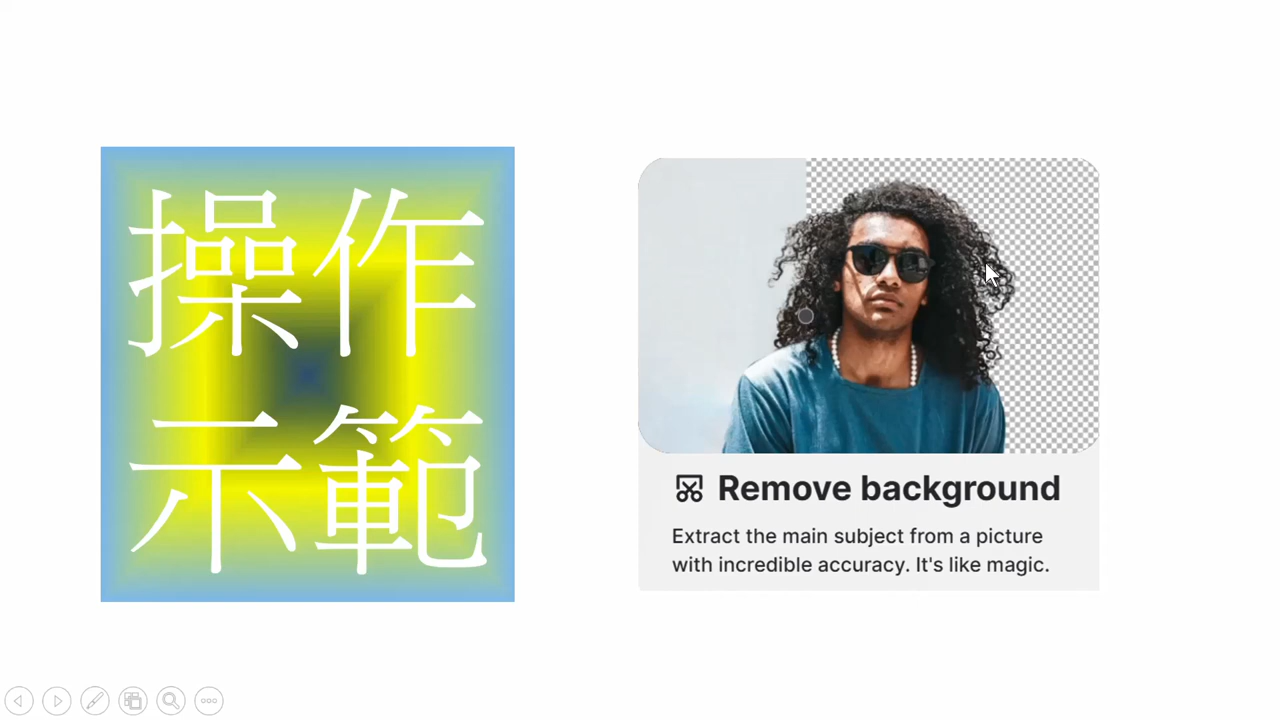 操作
示範
Remove background
Extract the main subject from a picture
with incredible accuracy. It's like magic.